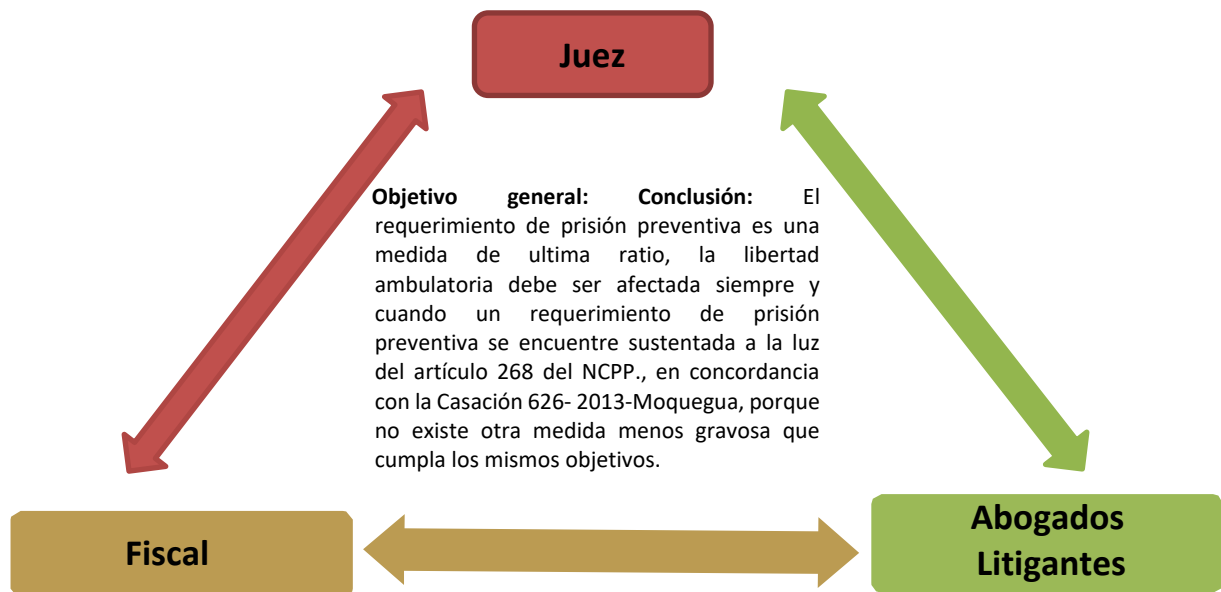 Juez
Objetivo general: Conclusión: El
requerimiento de prisión preventiva es una
medida de ultima ratio, la libertad
ambulatoria debe ser afectada siempre y
cuando un requerimiento de prisión
preventiva se encuentre sustentada a la luz
del artículo 268 del NCPP., en concordancia
con la Casación 626- 2013-Moquegua, porque
no existe otra medida menos gravosa que
cumpla los mismos objetivos.
Fiscal
Abogados
Litigantes